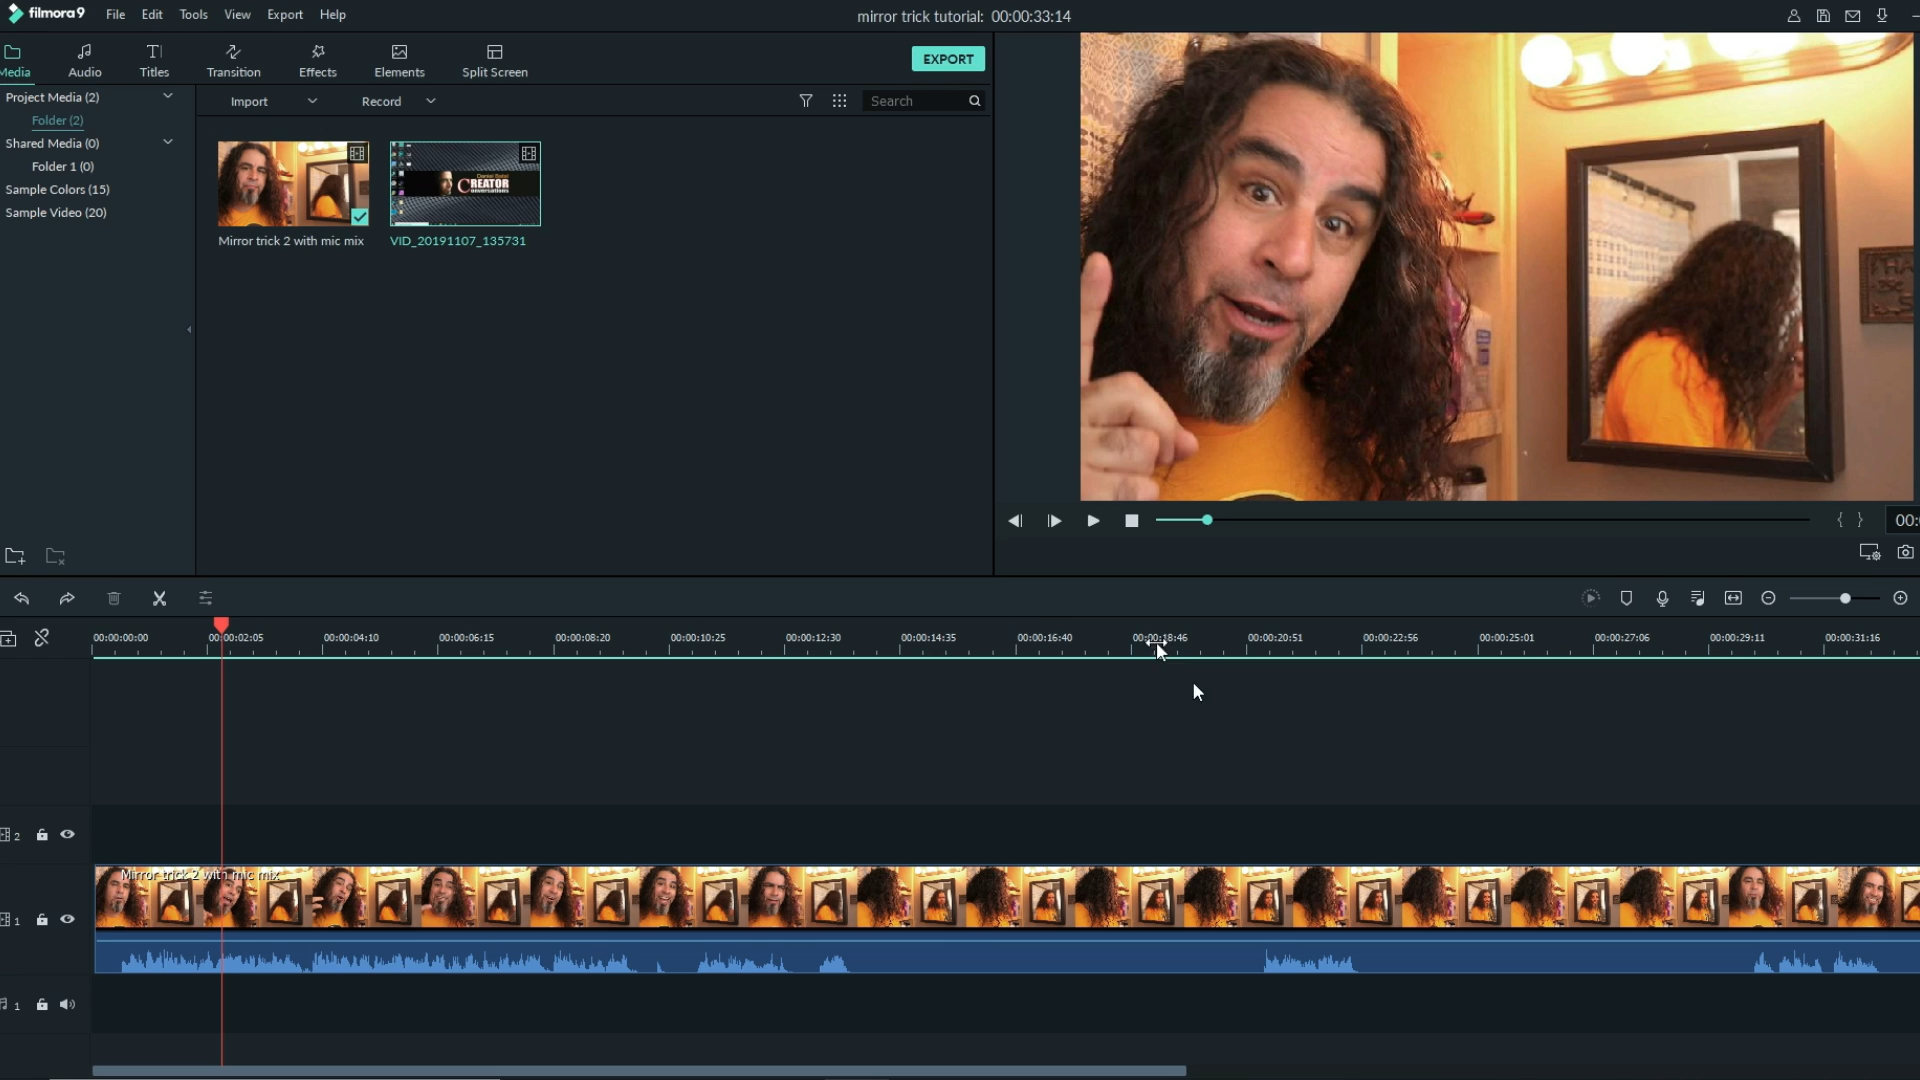 filmora9 File Edit Tools View Export Help
mirror trick tutorial: 00:00:33:14
Media Audio Titles Transition Effects Elements Split Screen
EXPORT
Project Media (2)
Folder (2)
Shared Media (0)
Folder 1 (0)
Sample Colors (15)
Sample Video (20)
Import Record Search
CREATOR
Mirror trick 2 with mic mix
VID_20191107_135731
00:
00:00:00:00 00:00:02:05 00:00:04:10 00:00:06:15 00:00:08:20 00:00:10:25 00:00:12:30 00:00:14:35 00:00:16:40 00:00:18:46 00:00:20:51 00:00:22:56 00:00:25:01 00:00:27:06 00:00:29:11 00:00:31:16
2
Mirror trick 2 with mic mix
1
1